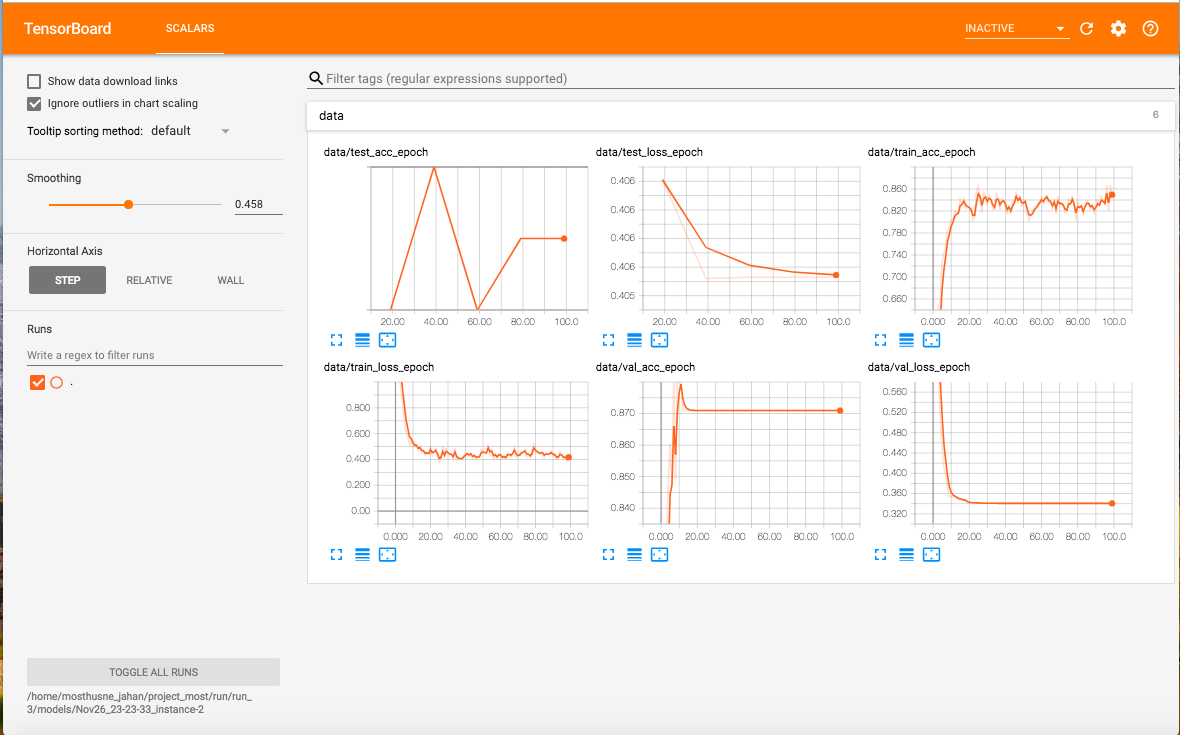 TensorBoard
SCALARS
INACTIVE
Show data download links
Ignore outliers in chart scaling
Tooltip sorting method: default
Smoothing
0.458
Horizontal Axis
STEP RELATIVE WALL
Runs
Write a regex to filter runs
.
TOGGLE ALL RUNS
/home/mosthusne_jahan/project_most/run/run_
3/models/Nov26_23-23-33_instance-2
Filter tags (regular expressions supported)
data 6
data/test_acc_epoch
20.00 40.00 60.00 80.00 100.0
data/test_loss_epoch
0.406
0.406
0.406
0.406
0.405
20.00 40.00 60.00 80.00 100.0
data/train_acc_epoch
0.860
0.820
0.780
0.740
0.700
0.660
0.000 20.00 40.00 60.00 80.00 100.0
data/train_loss_epoch
0.800
0.600
0.400
0.200
0.00
0.000 20.00 40.00 60.00 80.00 100.0
data/val_acc_epoch
0.870
0.860
0.850
0.840
0.000 20.00 40.00 60.00 80.00 100.0
data/val_loss_epoch
0.560
0.520
0.480
0.440
0.400
0.360
0.320
0.000 20.00 40.00 60.00 80.00 100.0